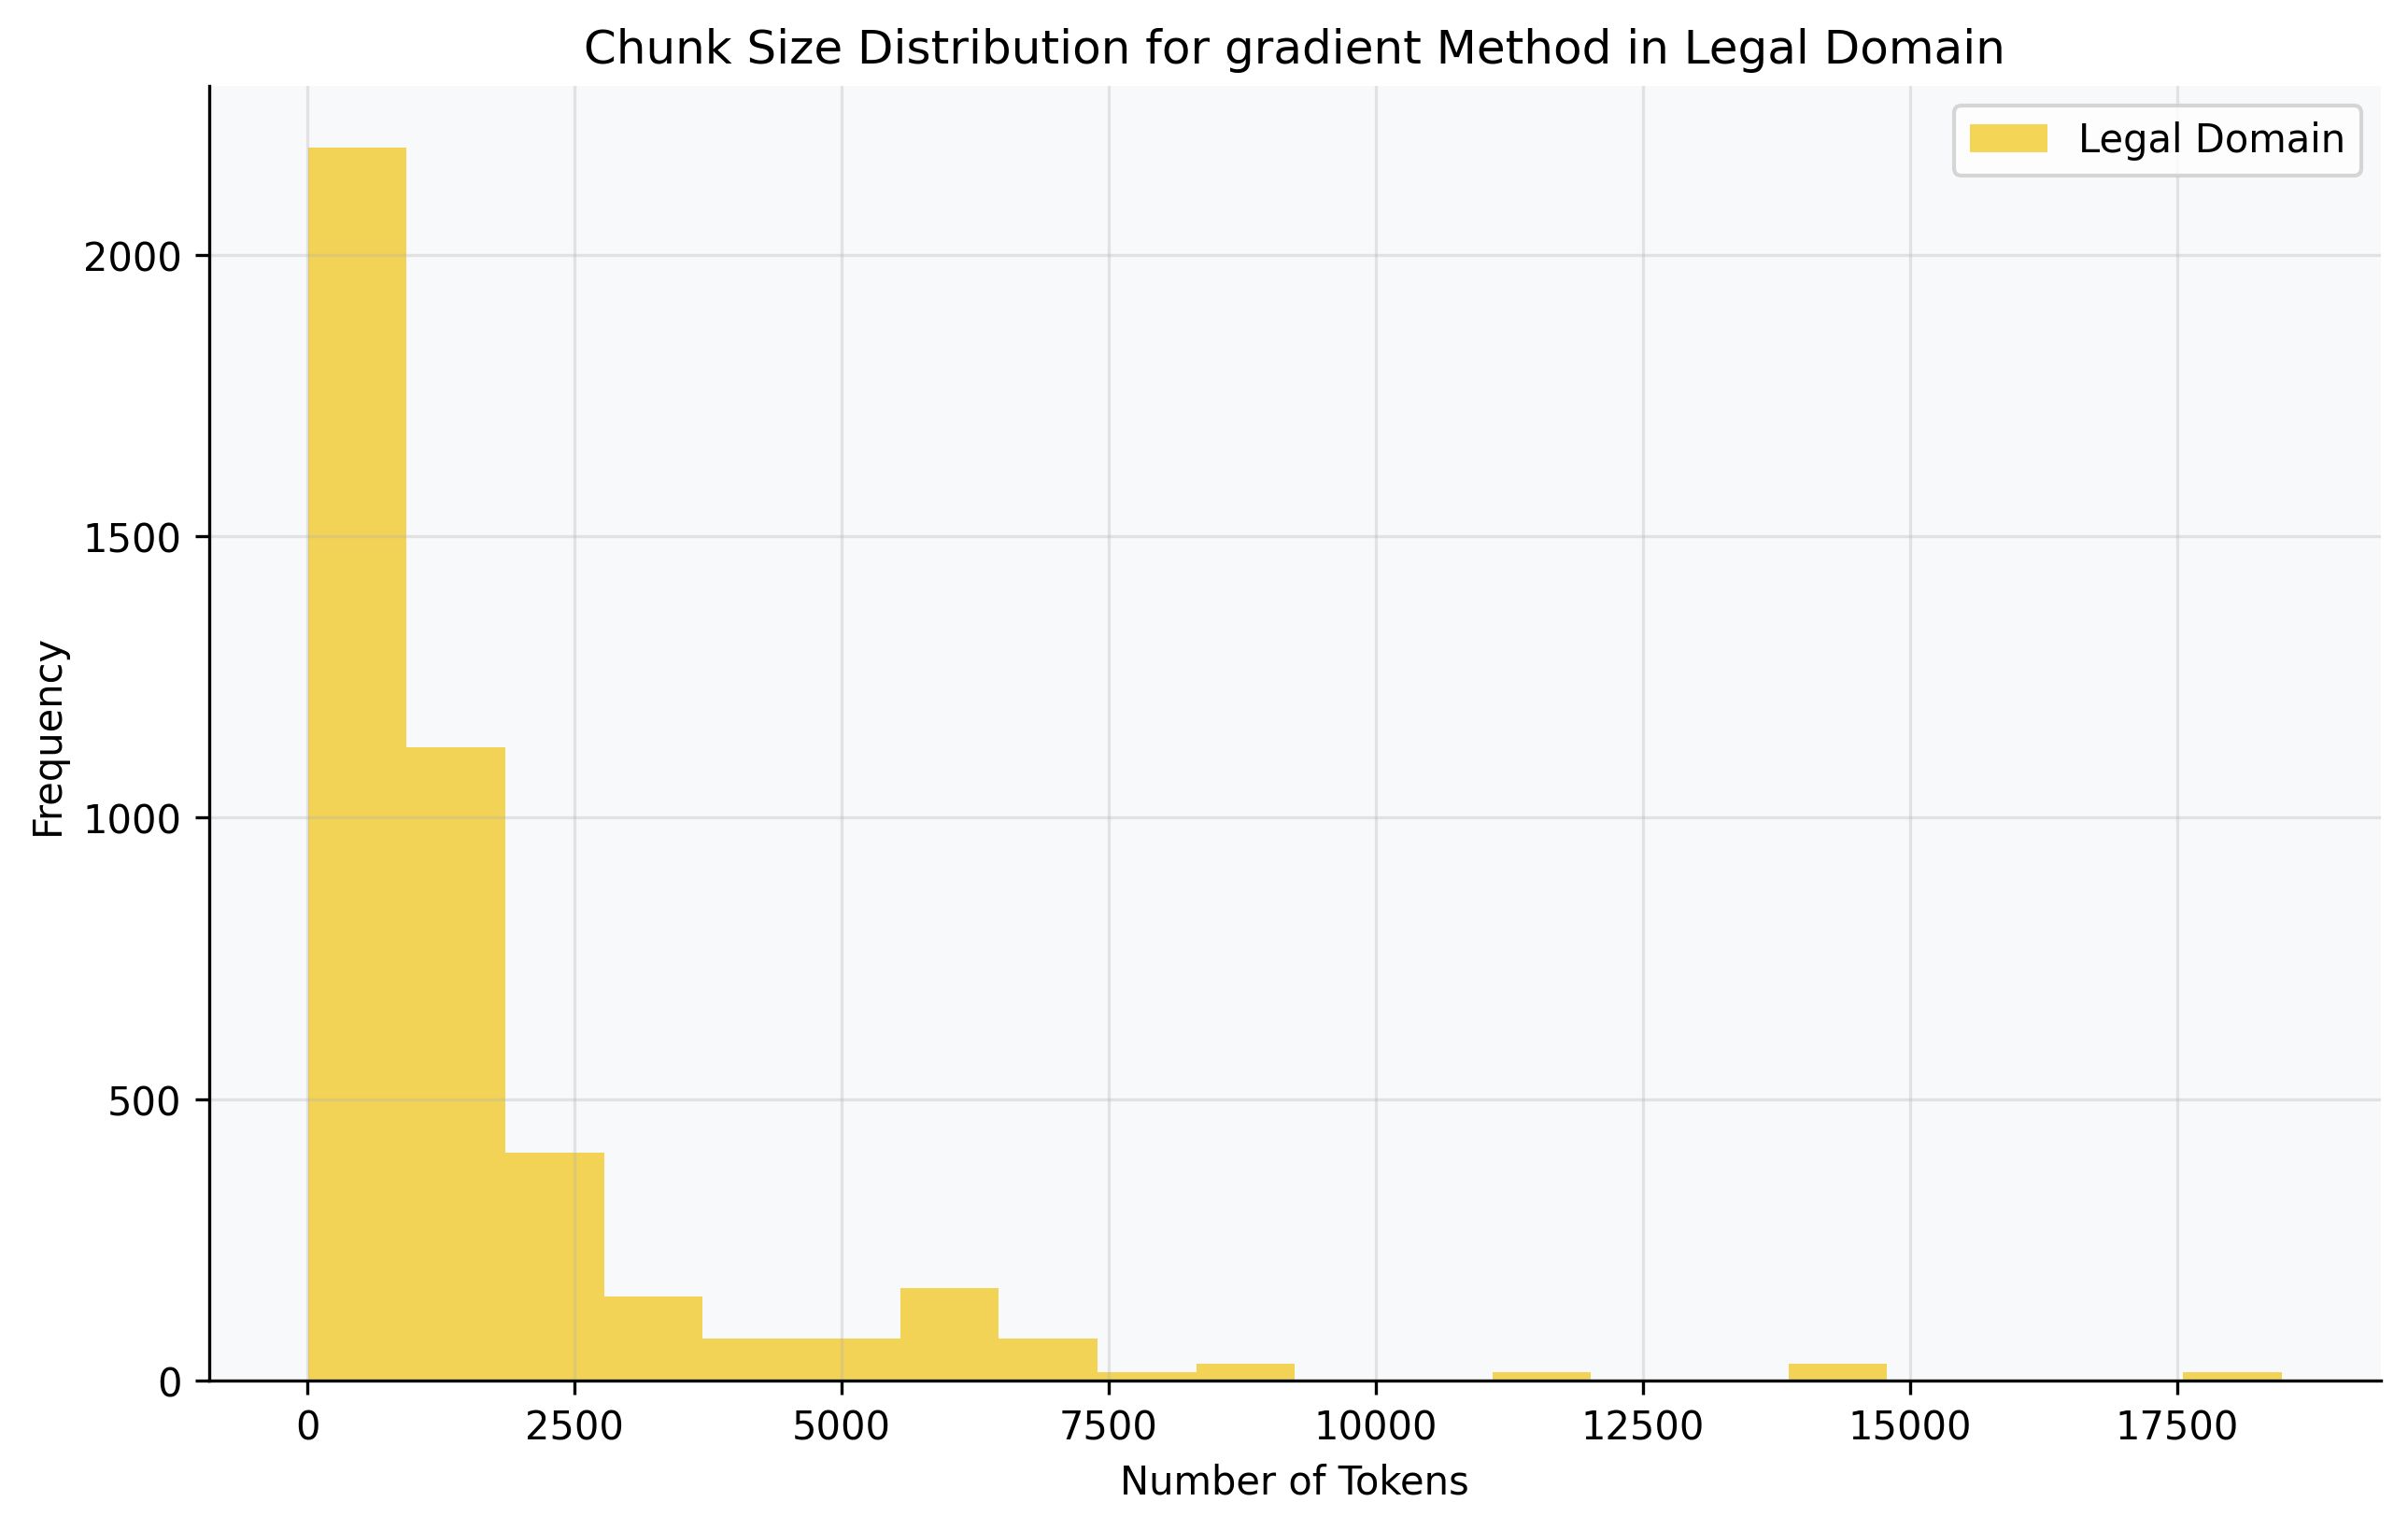 Chunk Size Distribution for gradient Method in Legal Domain
Legal Domain
2000
1500
1000
500
0
Frequency
0 2500 5000 7500 10000 12500 15000 17500
Number of Tokens